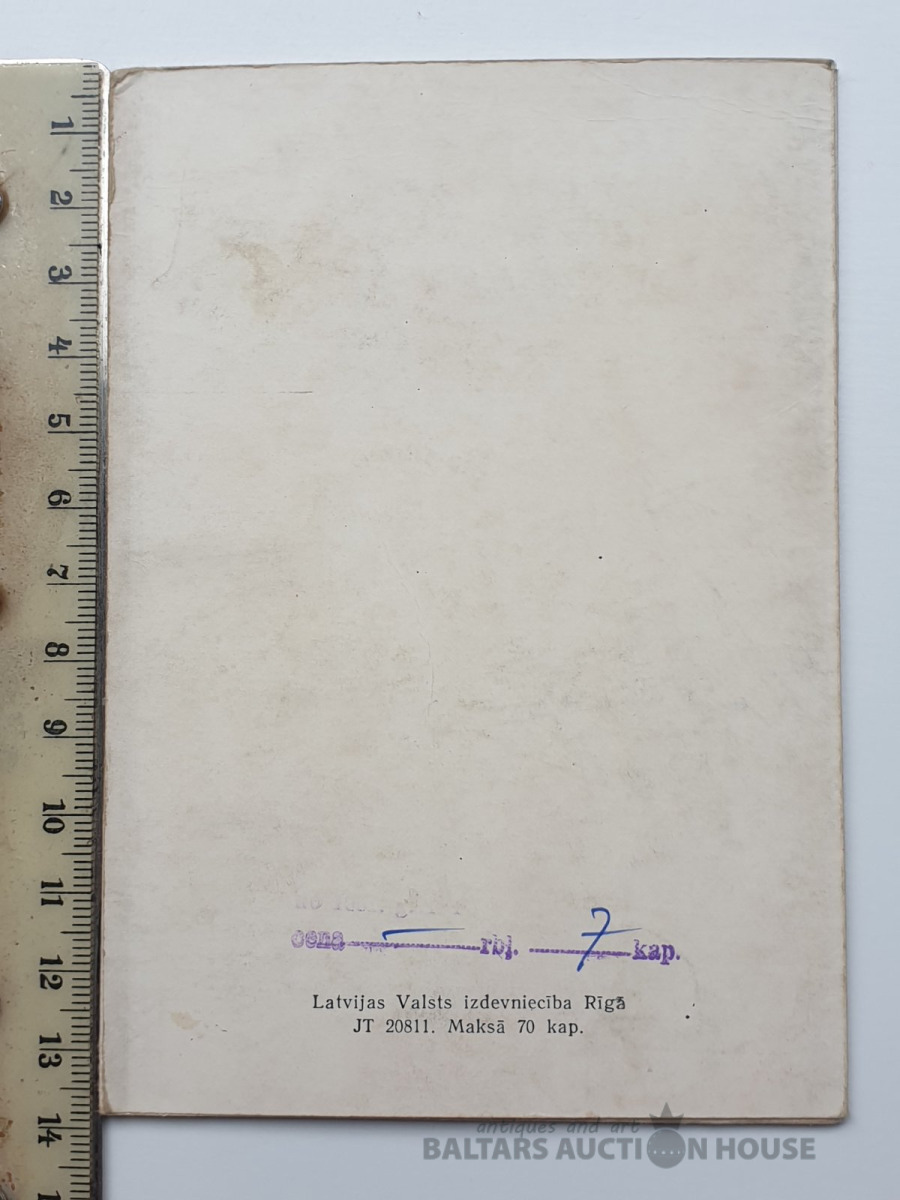 1
2
3
4
5
6
7
8
9
10
11
12
13
14
cena — rbļ. 7 kap.
Latvijas Valsts izdevniecība Rīgā
JT 20811. Maksā 70 kap.
antiques and art
BALTARS AUCTION HOUSE